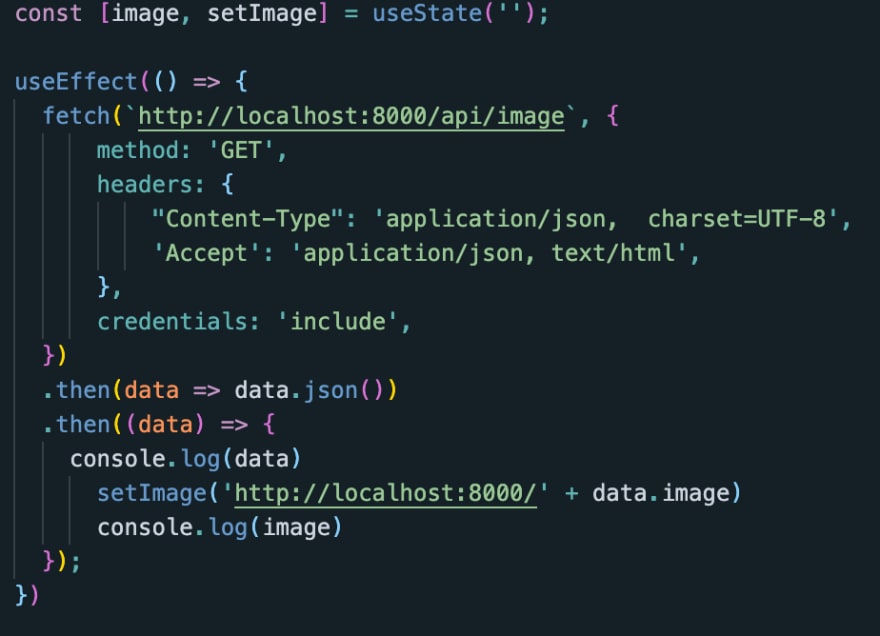 const [image, setImage] = useState('');
useEffect(() => {
fetch(`http://localhost:8000/api/image`, {
method: 'GET',
headers: {
"Content-Type": 'application/json,  charset=UTF-8',
'Accept': 'application/json, text/html',
},
credentials: 'include',
})
.then(data => data.json())
.then((data) => {
console.log(data)
setImage('http://localhost:8000/' + data.image)
console.log(image)
});
})